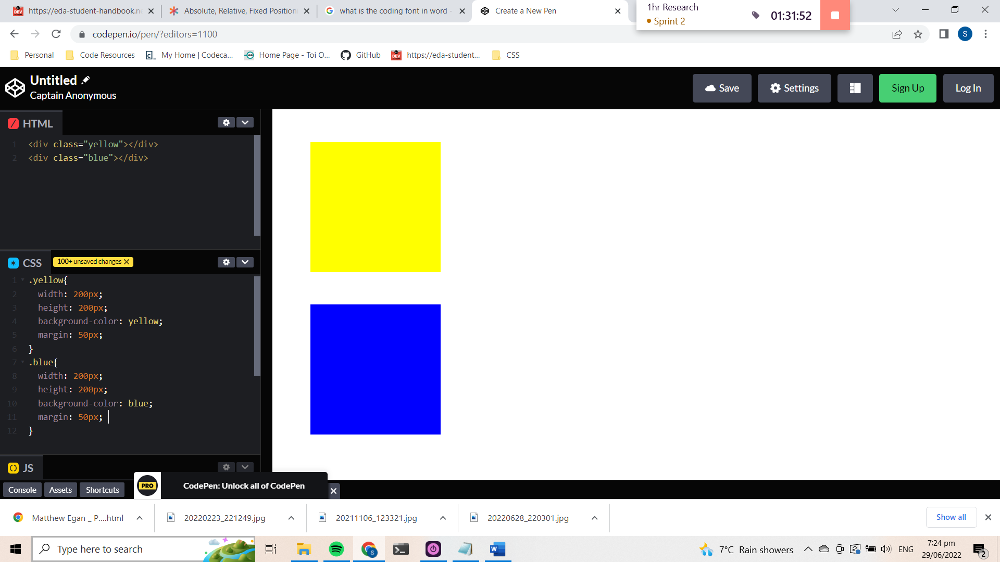 https://eda-student-handbook.ne
Absolute, Relative, Fixed Position
what is the coding font in word -
Create a New Pen
1hr Research
Sprint 2
01:31:52
codepen.io/pen/?editors=1100
S
Personal
Code Resources
My Home | Codeca...
Home Page - Toi O...
GitHub
https://eda-student...
CSS
Untitled
Captain Anonymous
Save
Settings
Sign Up
Log In
HTML
1 <div class="yellow"></div>
2 <div class="blue"></div>
CSS
100+ unsaved changes
1 .yellow{
2 width: 200px;
3 height: 200px;
4 background-color: yellow;
5 margin: 50px;
6 }
7 .blue{
8 width: 200px;
9 height: 200px;
10 background-color: blue;
11 margin: 50px;
12 }
JS
Console
Assets
Shortcuts
PRO
CodePen: Unlock all of CodePen
Matthew Egan _ P....html
20220223_221249.jpg
20211106_123321.jpg
20220628_220301.jpg
Show all
Type here to search
7°C Rain showers
ENG
7:24 pm
29/06/2022
2